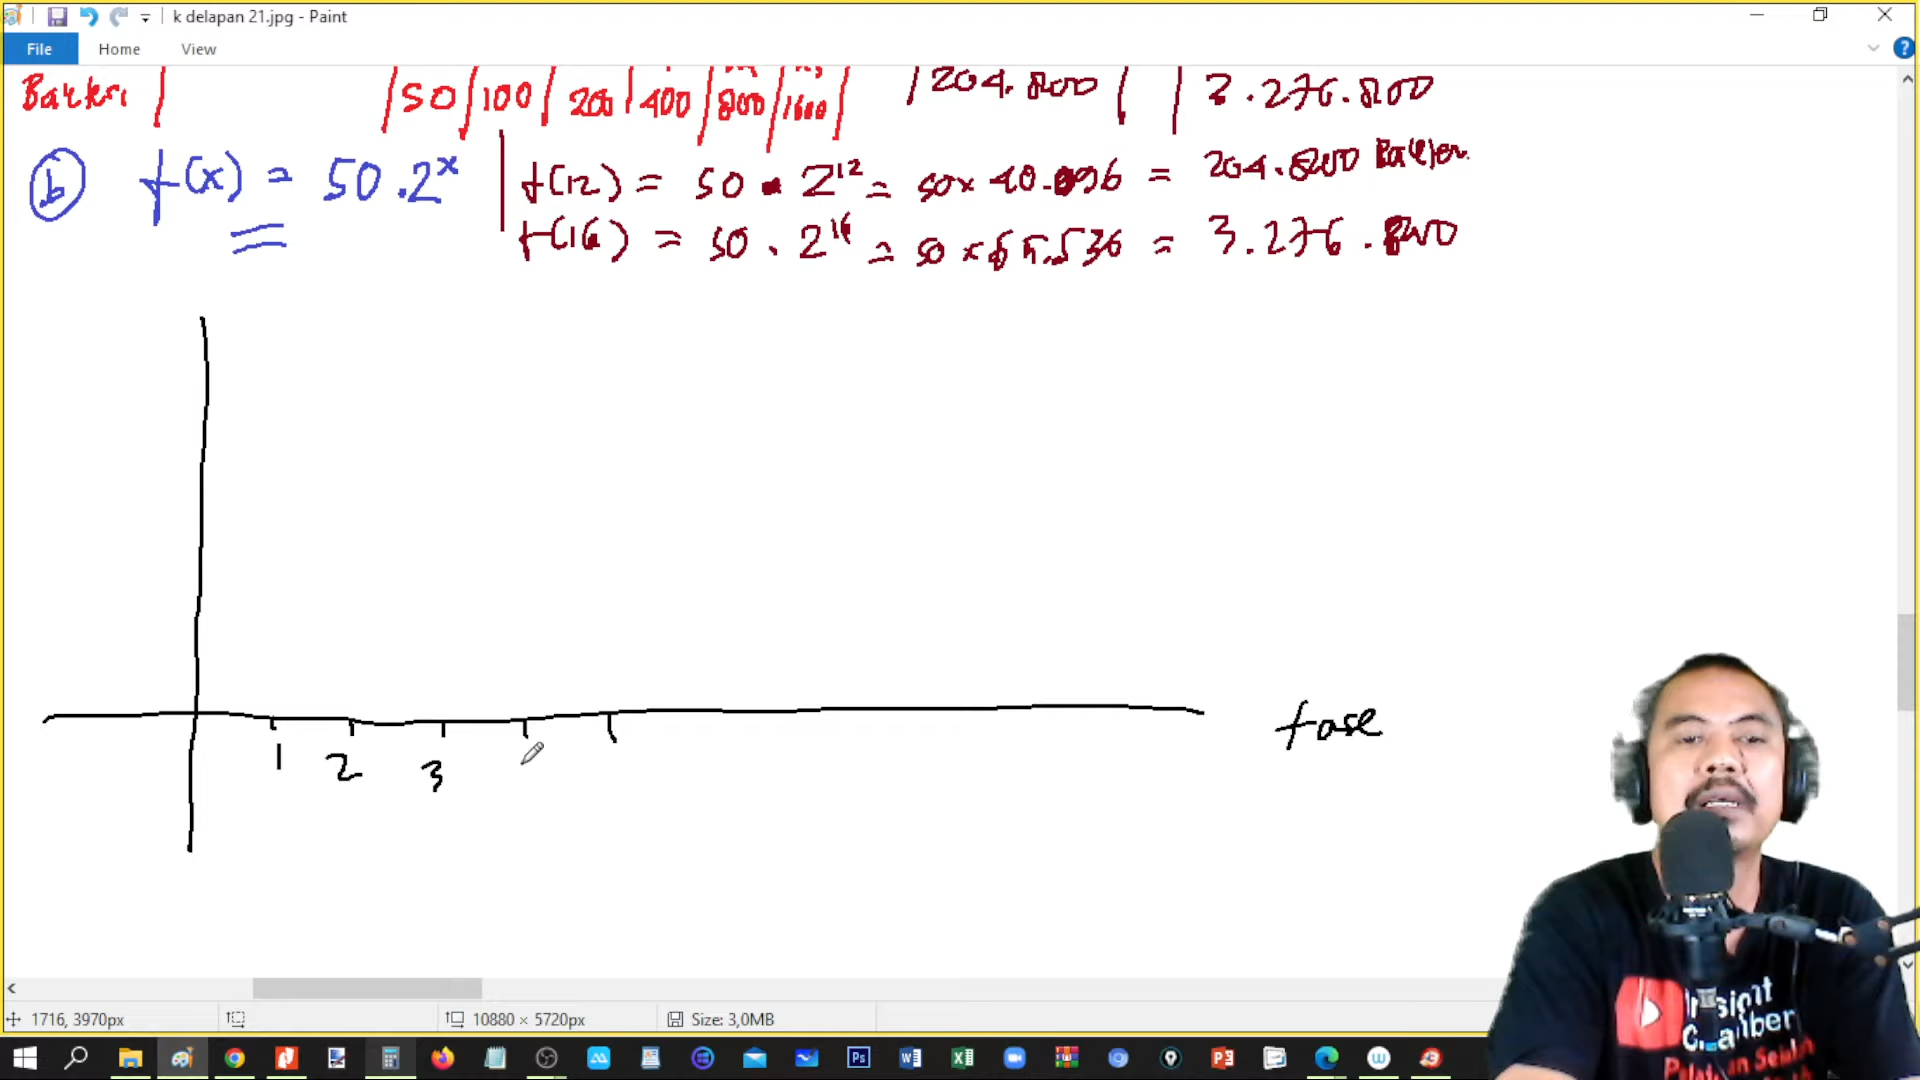 k delapan 21.jpg - Paint
File Home View
Bakteri 50 100 200 400 800 1600 204.800 3.276.800
b f(x) = 50.2^x f(12) = 50 . 2^12 = 50 x 40.096 = 204.800 Bakteri
f(16) = 50 . 2^16 = 50 x 65.536 = 3.276.800
fase
1 2 3
1716, 3970px 10880 × 5720px Size: 3,0MB